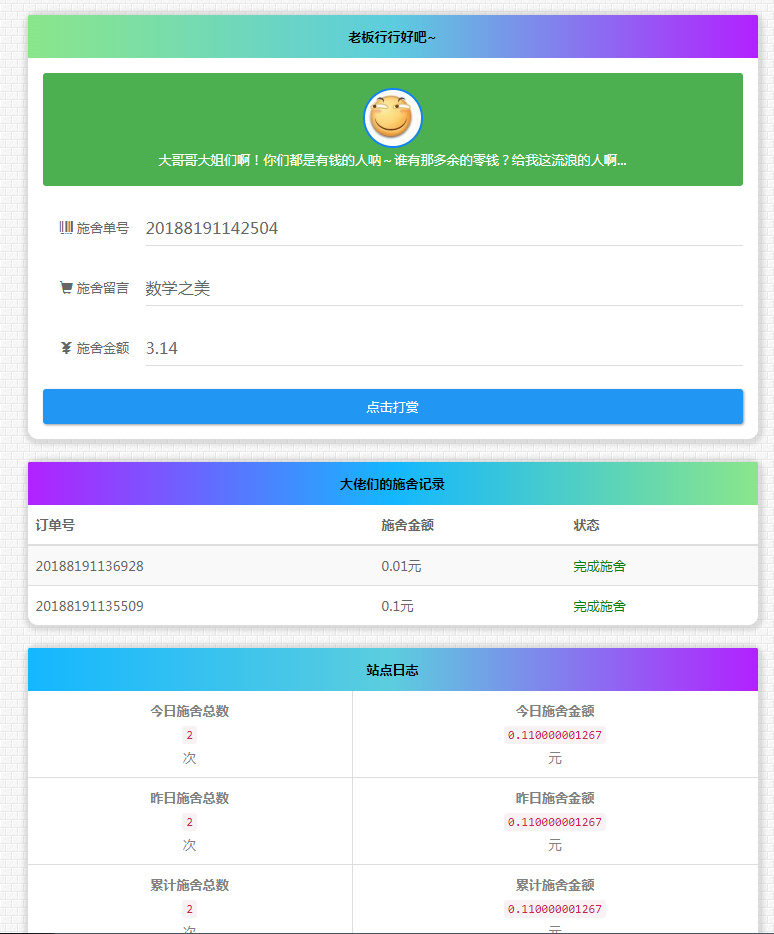 老板行行好吧~
大哥哥大姐们啊！你们都是有钱的人呐～谁有那多余的零钱？给我这流浪的人啊...
施舍单号 20188191142504
施舍留言 数学之美
¥ 施舍金额 3.14
点击打赏
大佬们的施舍记录
订单号 施舍金额 状态
20188191136928 0.01元 完成施舍
20188191135509 0.1元 完成施舍
站点日志
今日施舍总数 今日施舍金额
2 0.110000001267
次 元
昨日施舍总数 昨日施舍金额
2 0.110000001267
次 元
累计施舍总数 累计施舍金额
2 0.110000001267
次 元